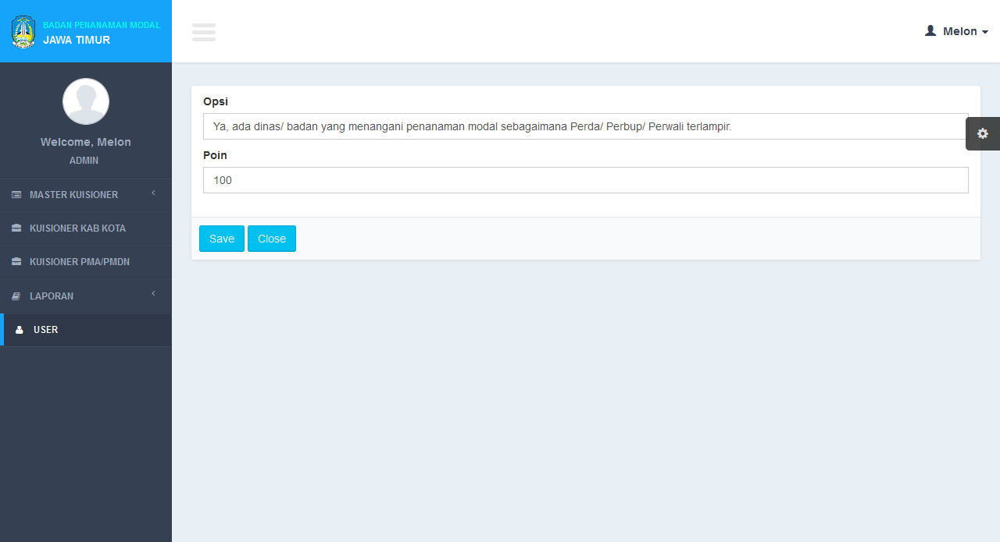 BADAN PENANAMAN MODAL
JAWA TIMUR
Melon
Welcome, Melon
ADMIN
MASTER KUISIONER
KUISIONER KAB KOTA
KUISIONER PMA/PMDN
LAPORAN
USER
Opsi
Ya, ada dinas/ badan yang menangani penanaman modal sebagaimana Perda/ Perbup/ Perwali terlampir.
Poin
100
Save Close